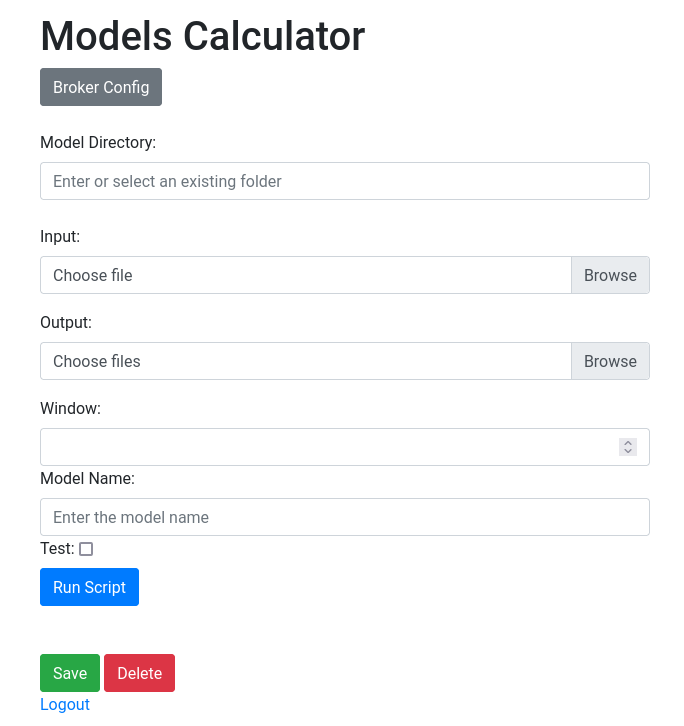 Models Calculator
Broker Config
Model Directory:
Enter or select an existing folder
Input:
Choose file Browse
Output:
Choose files Browse
Window:
Model Name:
Enter the model name
Test:
Run Script
Save Delete
Logout